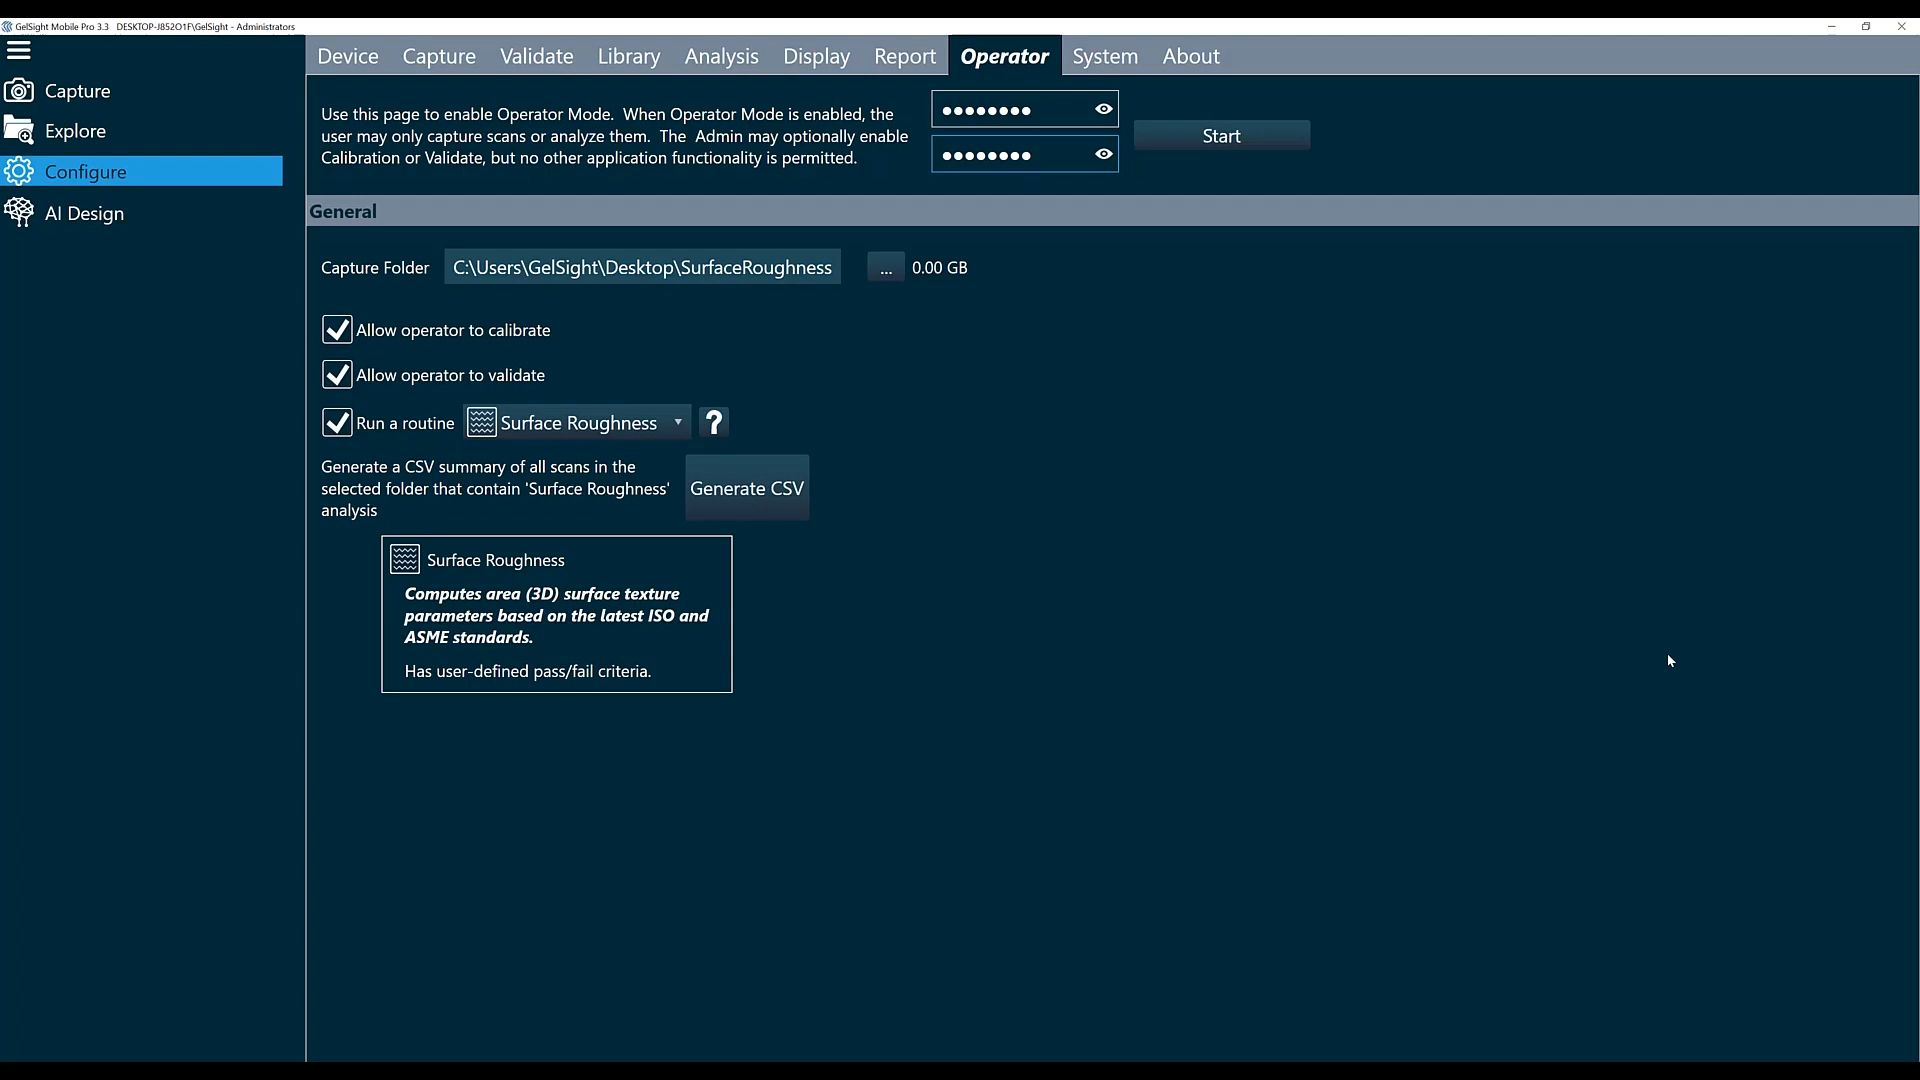 GelSight Mobile Pro 3.3 DESKTOP-J852O1F\GelSight - Administrators
Device Capture Validate Library Analysis Display Report Operator System About
Capture
Explore
Configure
AI Design
Use this page to enable Operator Mode. When Operator Mode is enabled, the
user may only capture scans or analyze them. The Admin may optionally enable
Calibration or Validate, but no other application functionality is permitted.
●●●●●●●●
●●●●●●●●
Start
General
Capture Folder C:\Users\GelSight\Desktop\SurfaceRoughness ... 0.00 GB
Allow operator to calibrate
Allow operator to validate
Run a routine Surface Roughness ?
Generate a CSV summary of all scans in the
selected folder that contain 'Surface Roughness'
analysis
Generate CSV
Surface Roughness
Computes area (3D) surface texture
parameters based on the latest ISO and
ASME standards.
Has user-defined pass/fail criteria.